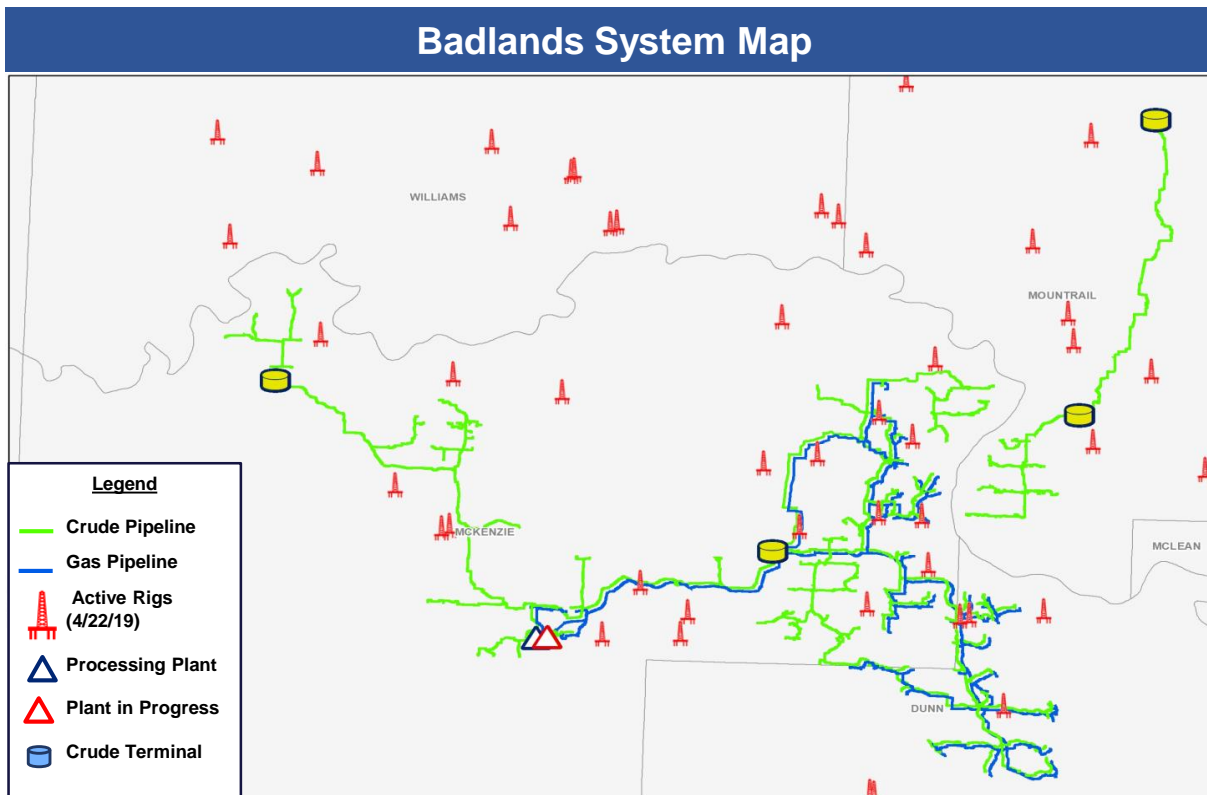 Badlands System Map
WILLIAMS
MOUNTRAIL
MCKENZIE
MCLEAN
DUNN
Legend
Crude Pipeline
Gas Pipeline
Active Rigs
(4/22/19)
Processing Plant
Plant in Progress
Crude Terminal